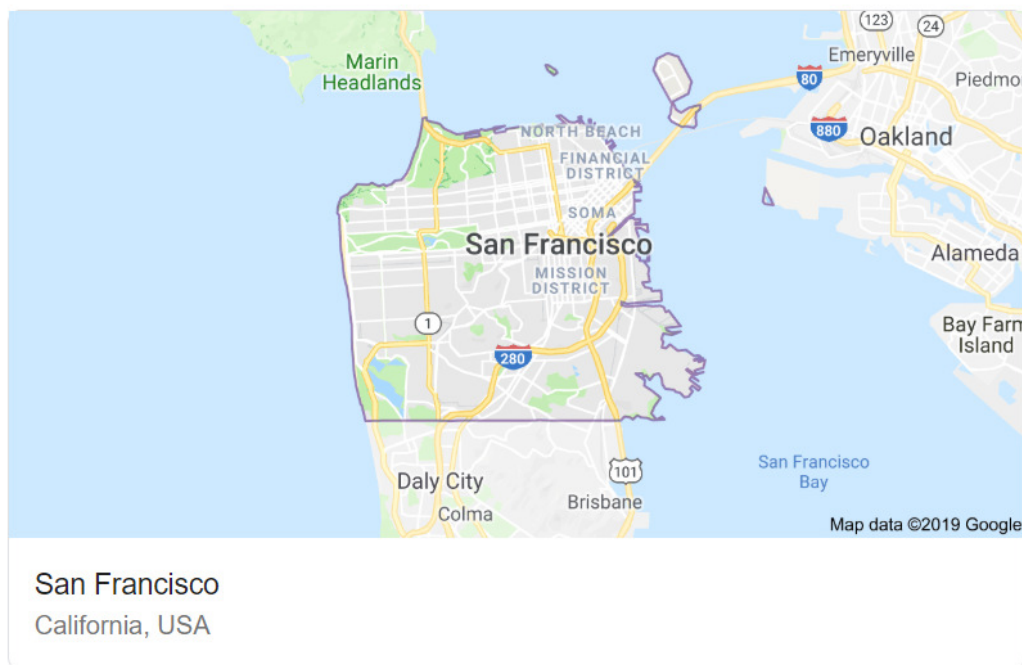 123
24
Marin
Headlands
Emeryville
80
Piedmo
880
Oakland
NORTH BEACH
FINANCIAL
DISTRICT
SOMA
San Francisco
MISSION
DISTRICT
Alameda
1
Bay Farm
Island
280
101
San Francisco
Bay
Daly City
Colma
Brisbane
Map data ©2019 Google
San Francisco
California, USA